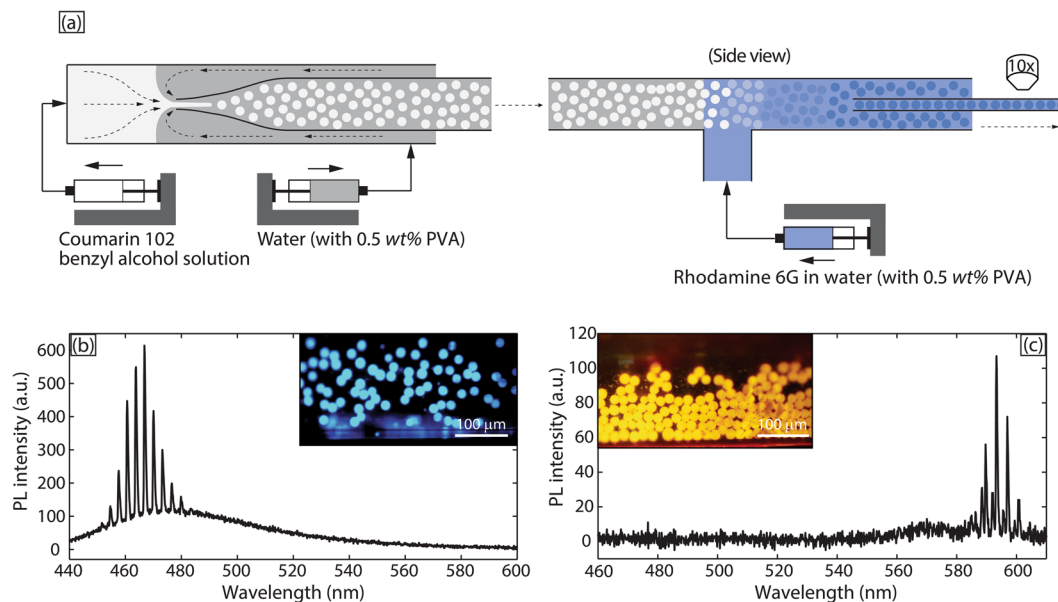 (a)
(Side view)
10x
Coumarin 102
benzyl alcohol solution
Water (with 0.5 wt% PVA)
Rhodamine 6G in water (with 0.5 wt% PVA)
(b)
PL intensity (a.u.)
600
500
400
300
200
100
0
440 460 480 500 520 540 560 580 600
Wavelength (nm)
100 μm
(c)
PL intensity (a.u.)
120
100
80
60
40
20
0
460 480 500 520 540 560 580 600
Wavelength (nm)
100 μm